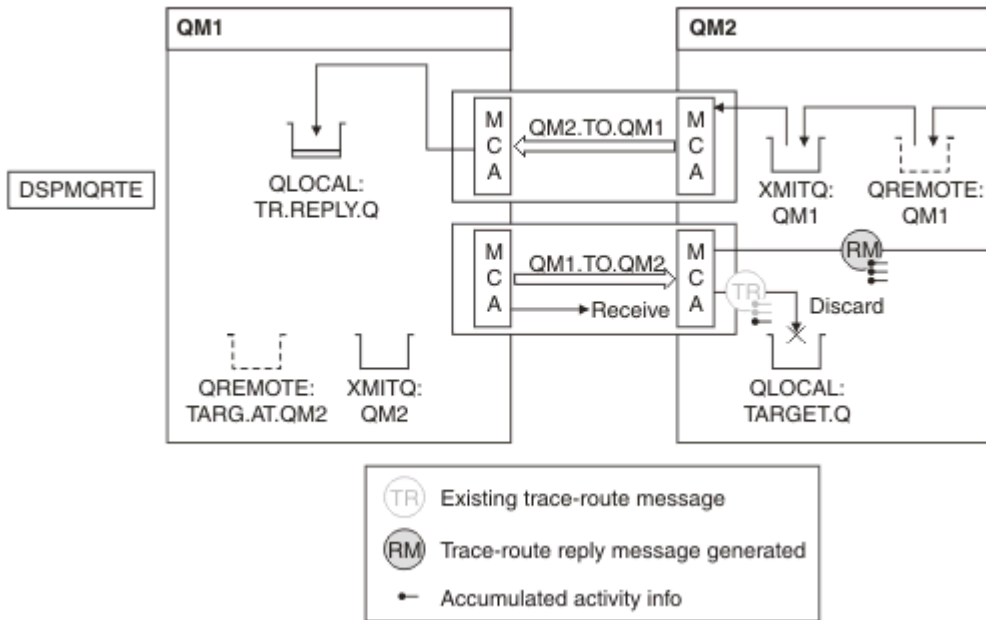 QM1
QM2
M
C
A
QM2.TO.QM1
M
C
A
DSPMQRTE
QLOCAL:
TR.REPLY.Q
XMITQ:
QM1
QREMOTE:
QM1
M
C
A
QM1.TO.QM2
Receive
M
C
A
RM
TR
Discard
QREMOTE:
TARG.AT.QM2
XMITQ:
QM2
QLOCAL:
TARGET.Q
TR Existing trace-route message
RM Trace-route reply message generated
Accumulated activity info